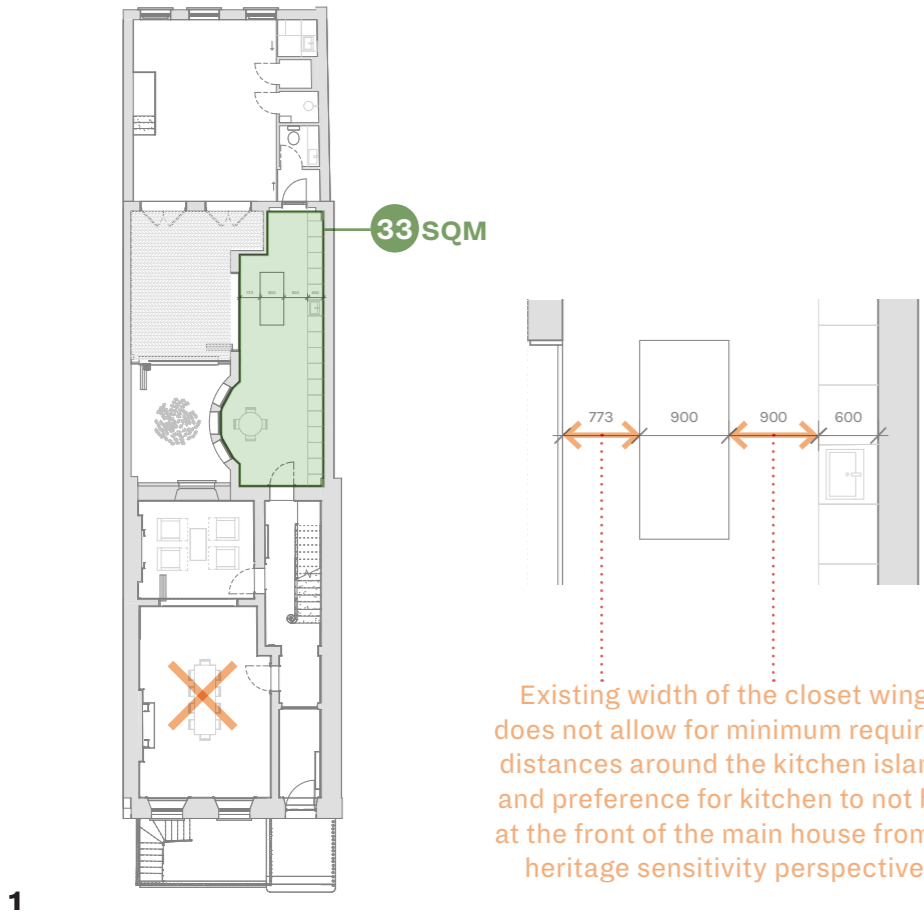 33 SQM
773 900 900 600
Existing width of the closet wing
does not allow for minimum requir
distances around the kitchen islan
and preference for kitchen to not
at the front of the main house from
heritage sensitivity perspective
1